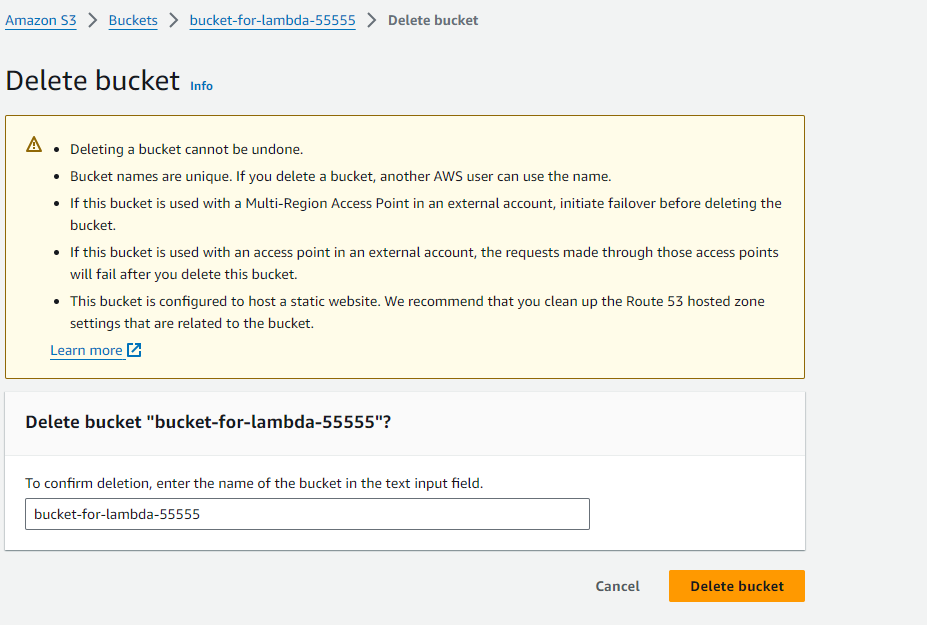 Amazon S3 > Buckets > bucket-for-lambda-55555 > Delete bucket
Delete bucket Info
• Deleting a bucket cannot be undone.
• Bucket names are unique. If you delete a bucket, another AWS user can use the name.
• If this bucket is used with a Multi-Region Access Point in an external account, initiate failover before deleting the
bucket.
• If this bucket is used with an access point in an external account, the requests made through those access points
will fail after you delete this bucket.
• This bucket is configured to host a static website. We recommend that you clean up the Route 53 hosted zone
settings that are related to the bucket.
Learn more
Delete bucket "bucket-for-lambda-55555"?
To confirm deletion, enter the name of the bucket in the text input field.
bucket-for-lambda-55555
Cancel Delete bucket